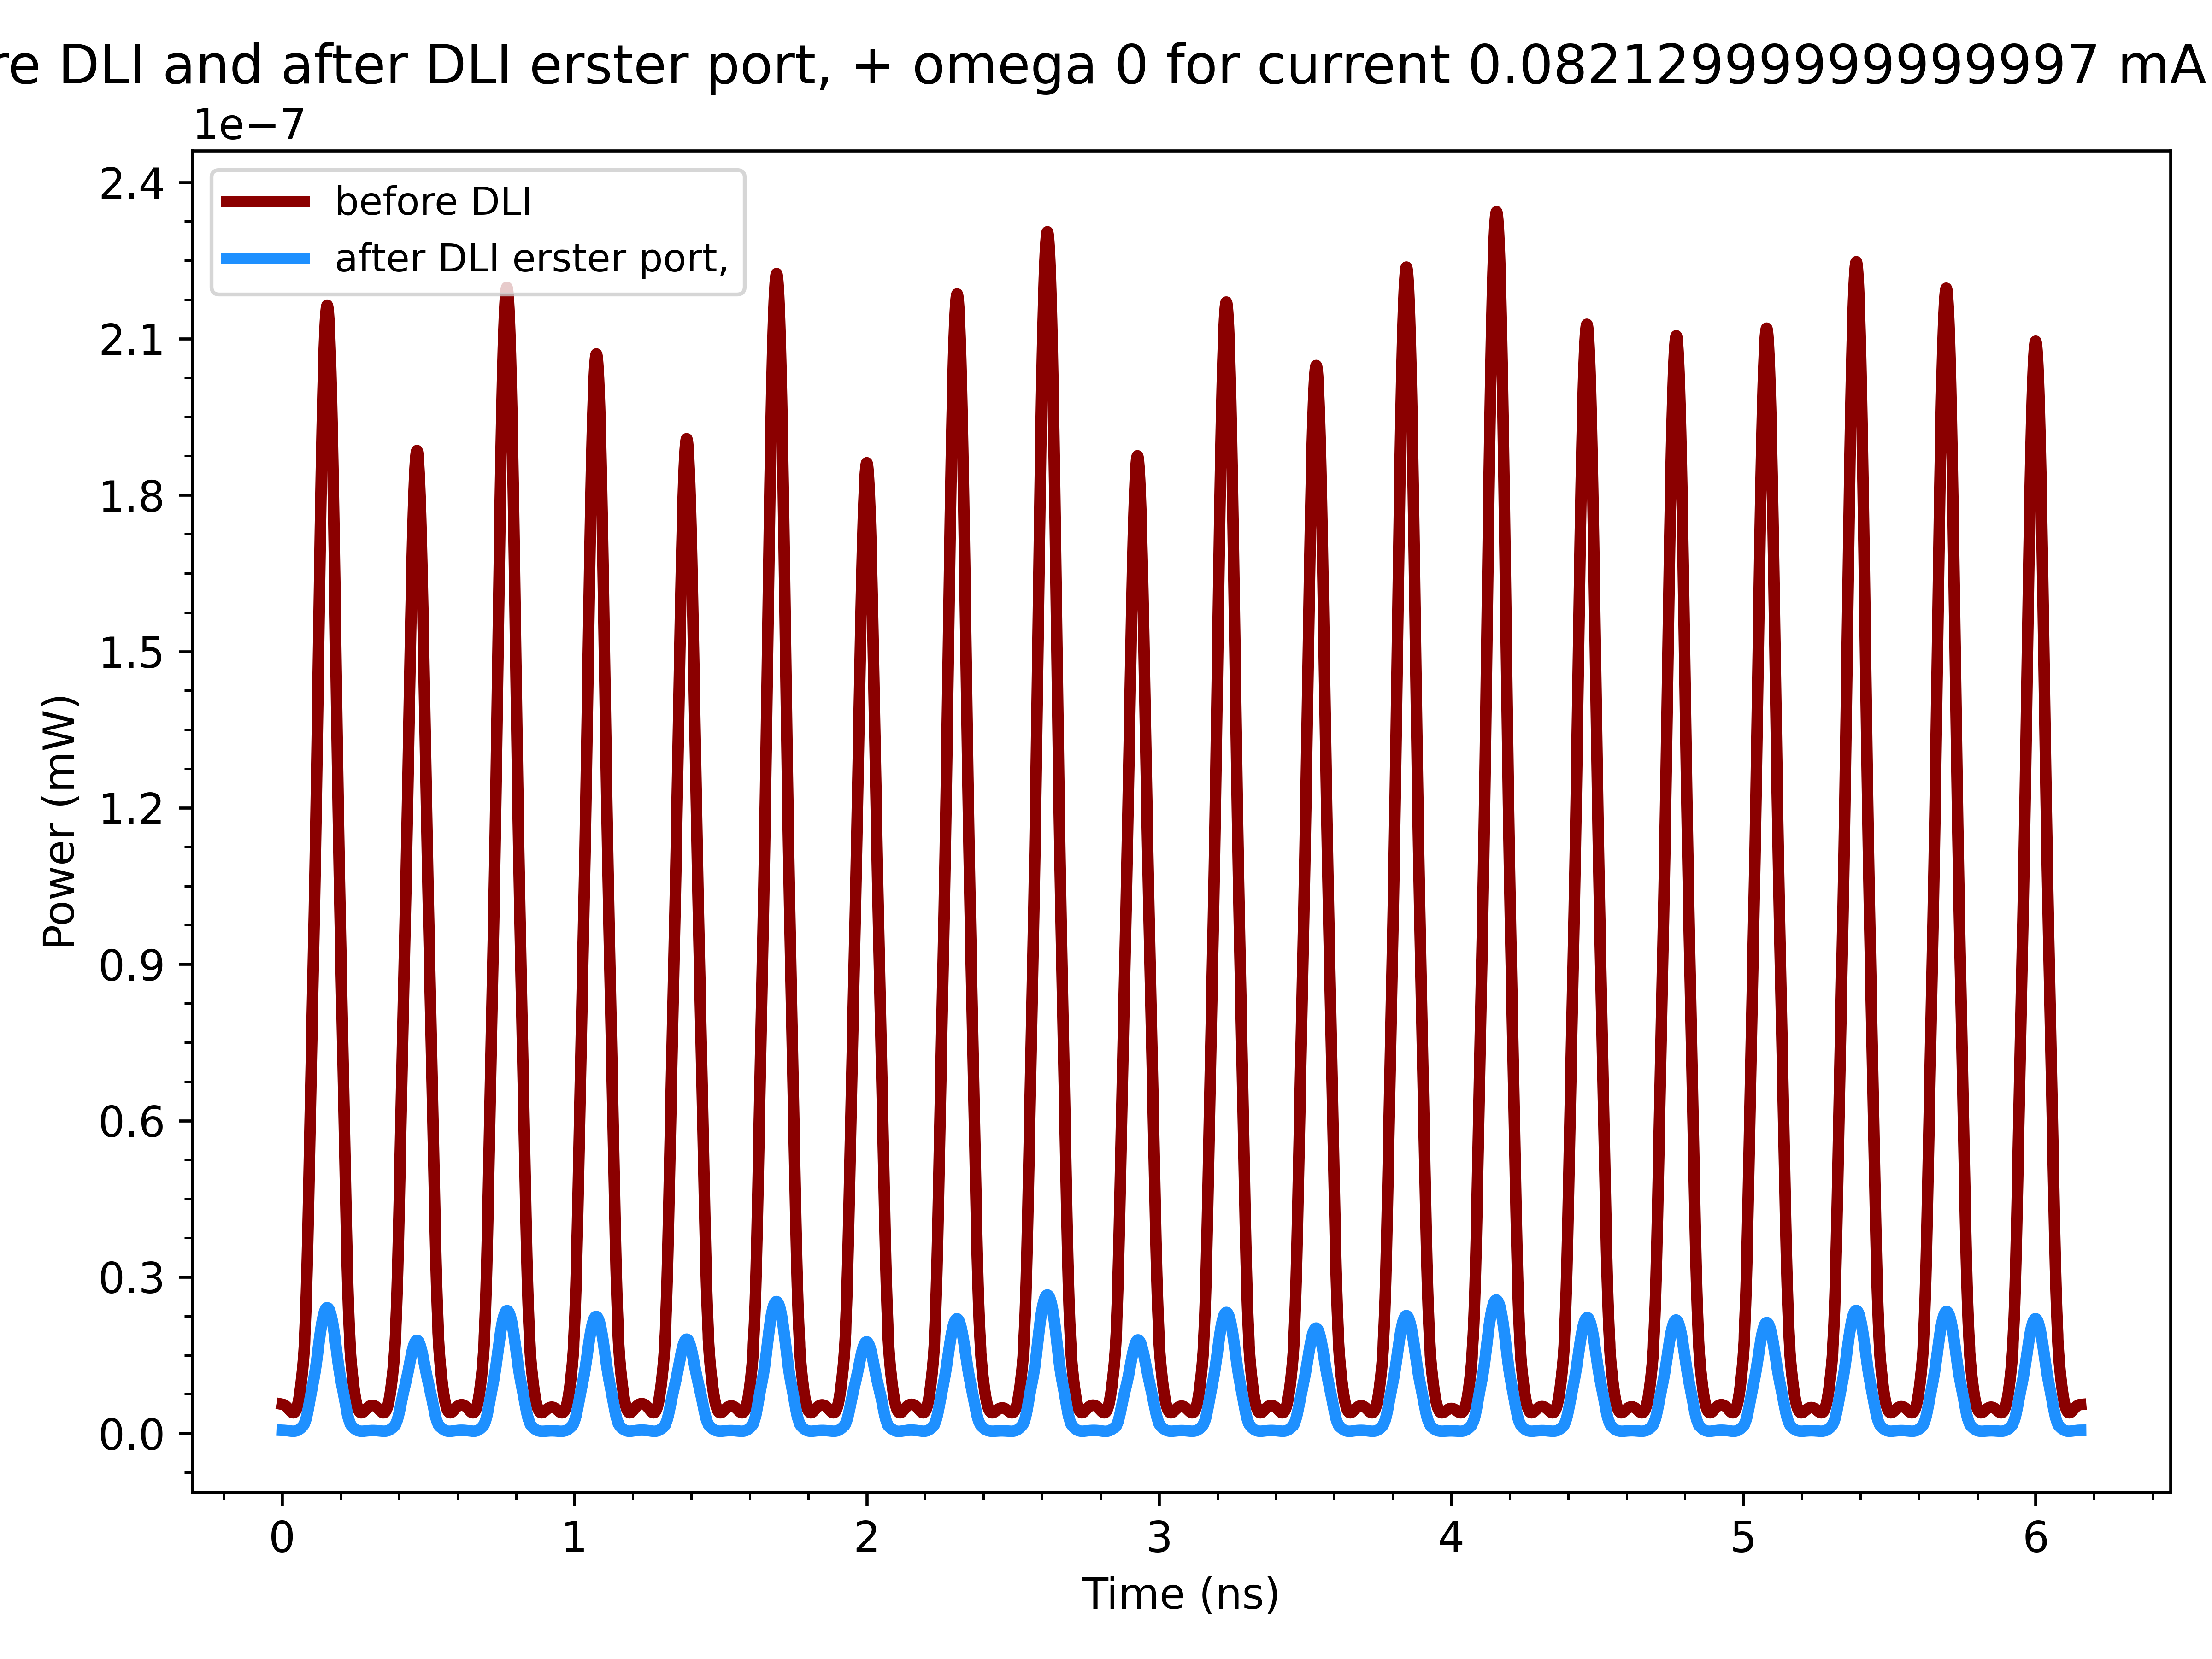 re DLI and after DLI erster port, + omega 0 for current 0.08212999999999997 mA
1e−7
before DLI
after DLI erster port,
2.4
2.1
1.8
1.5
1.2
0.9
0.6
0.3
0.0
Power (mW)
0 1 2 3 4 5 6
Time (ns)